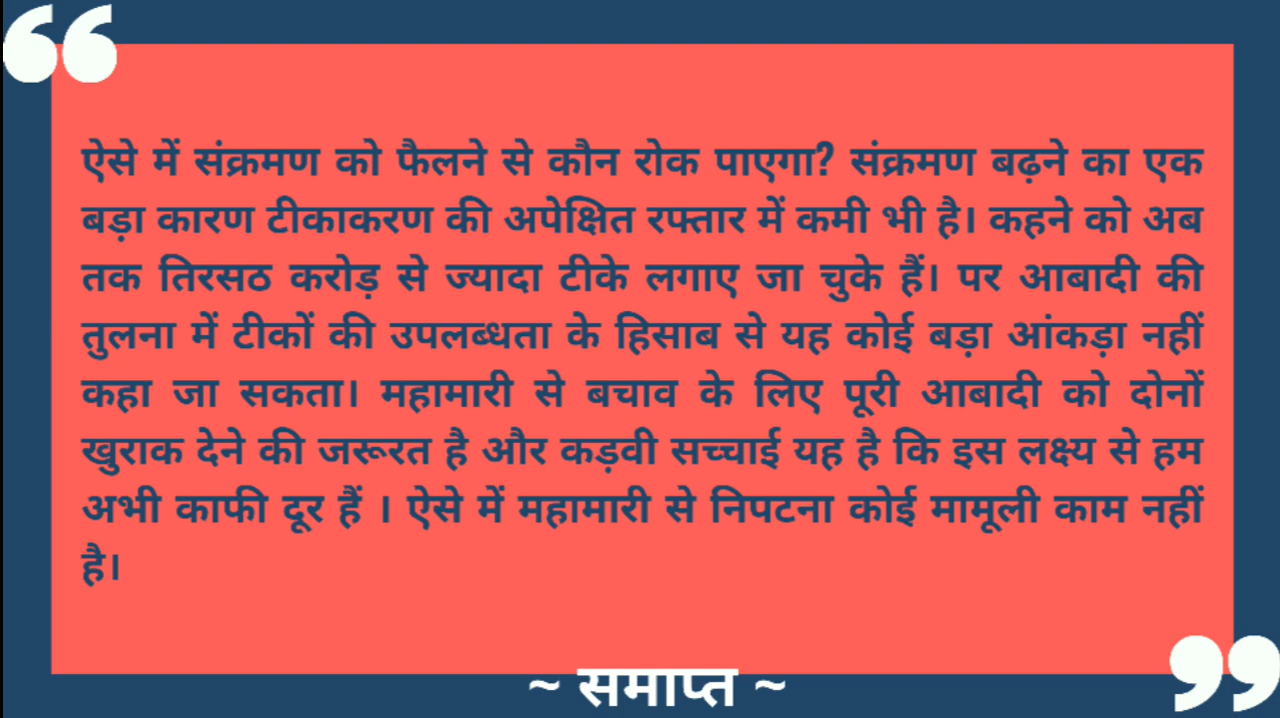 ऐसे में संक्रमण को फैलने से कौन रोक पाएगा? संक्रमण बढ़ने का एक
बड़ा कारण टीकाकरण की अपेक्षित रफ्तार में कमी भी है। कहने को अब
तक तिरसठ करोड़ से ज्यादा टीके लगाए जा चुके हैं। पर आबादी की
तुलना में टीकों की उपलब्धता के हिसाब से यह कोई बड़ा आंकड़ा नहीं
कहा जा सकता। महामारी से बचाव के लिए पूरी आबादी को दोनों
खुराक देने की जरूरत है और कड़वी सच्चाई यह है कि इस लक्ष्य से हम
अभी काफी दूर हैं । ऐसे में महामारी से निपटना कोई मामूली काम नहीं
है।
~ समाप्त ~